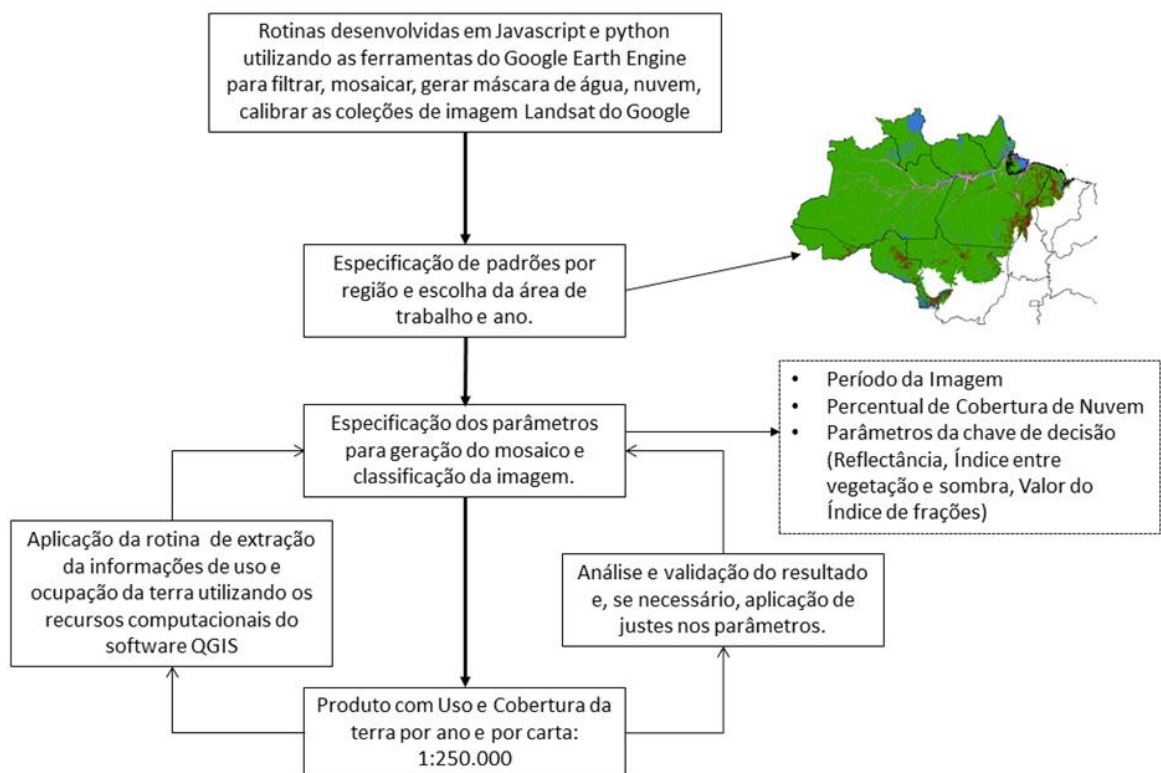 Rotinas desenvolvidas em Javascript e python
utilizando as ferramentas do Google Earth Engine
para filtrar, mosaicar, gerar máscara de água, nuvem,
calibrar as coleções de imagem Landsat do Google
Especificação de padrões por
região e escolha da área de
trabalho e ano.
Especificação dos parâmetros
para geração do mosaico e
classificação da imagem.
• Período da Imagem
• Percentual de Cobertura de Nuvem
• Parâmetros da chave de decisão
(Reflectância, Índice entre
vegetação e sombra, Valor do
Índice de frações)
Aplicação da rotina de extração
da informações de uso e
ocupação da terra utilizando os
recursos computacionais do
software QGIS
Análise e validação do resultado
e, se necessário, aplicação de
justes nos parâmetros.
Produto com Uso e Cobertura da
terra por ano e por carta:
1:250.000